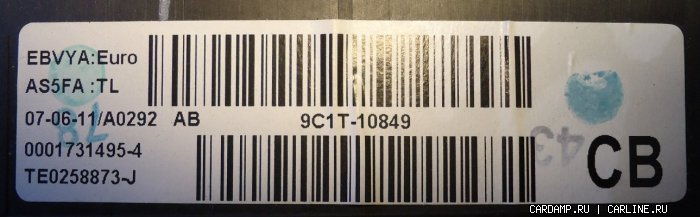 EBVYA:Euro
AS5FA :TL
07-06-11/A0292 AB 9C1T-10849
0001731495-4
TE0258873-J
CB
43
CARDAMP.RU | CARLINE.RU